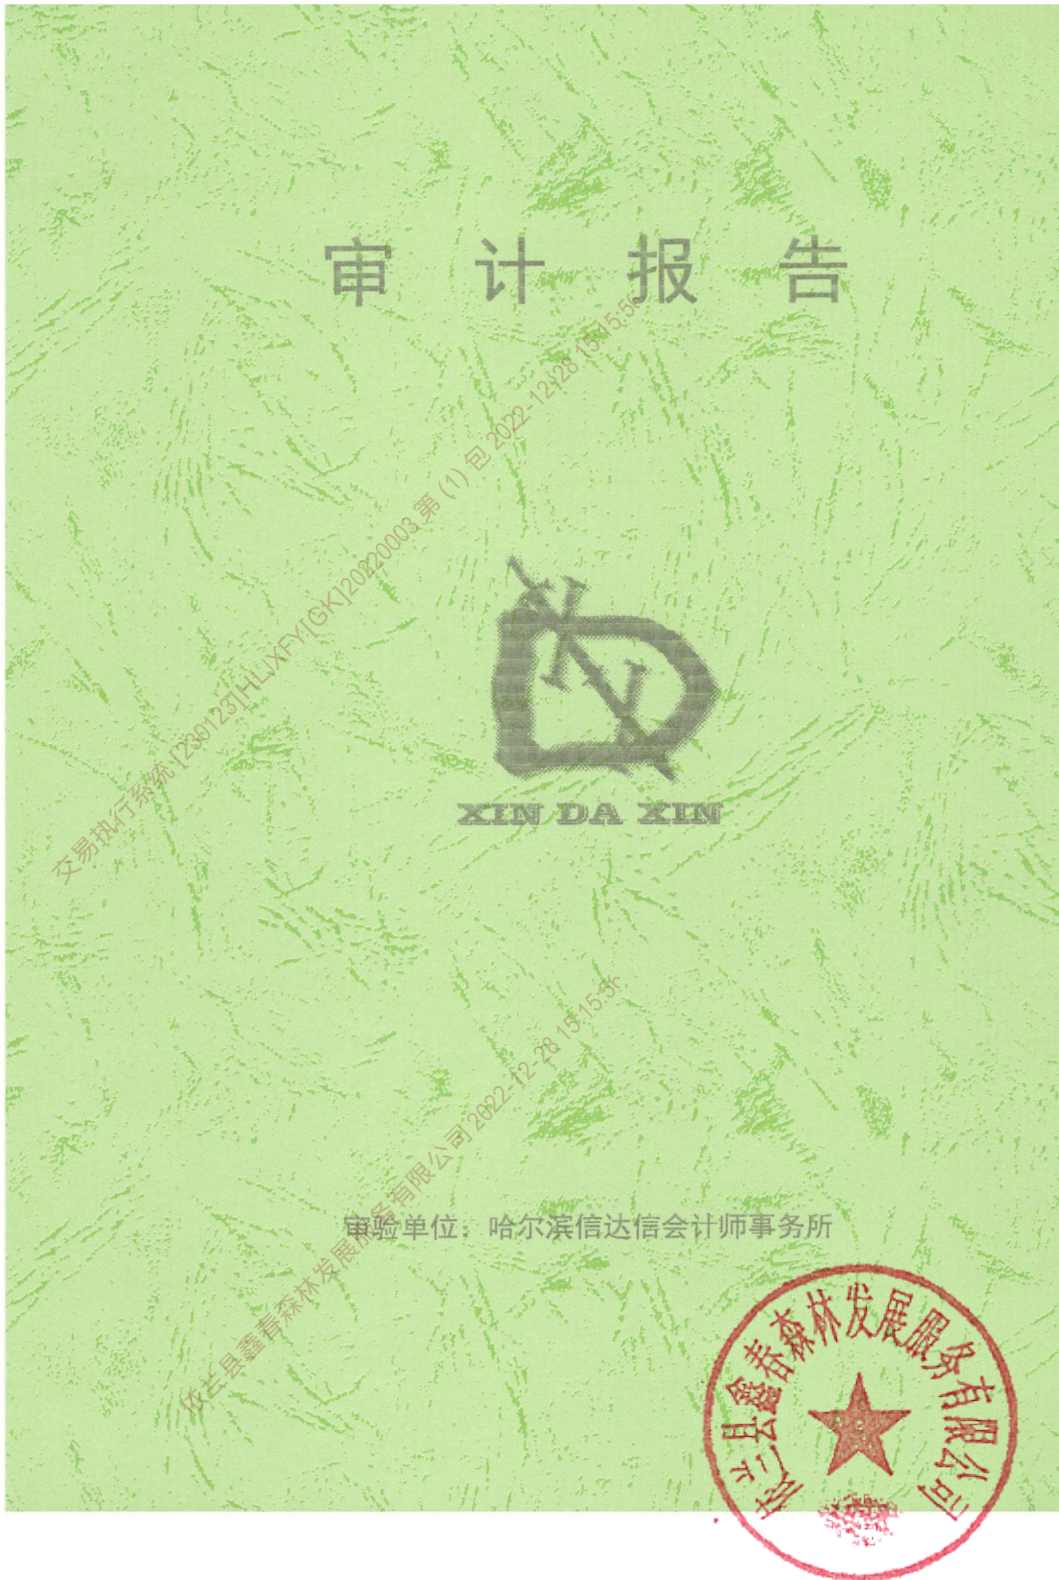 审计报告
交易执行系统 [230123]HLJXFY[GK]20220003 第 (1) 包 2022-12-28 15:15:56
XIN DA XIN
依兰县鑫春森林发展服务有限公司 2022-12-28 15:15:56
审验单位：哈尔滨信达信会计师事务所
依兰县鑫春森林发展服务有限公司